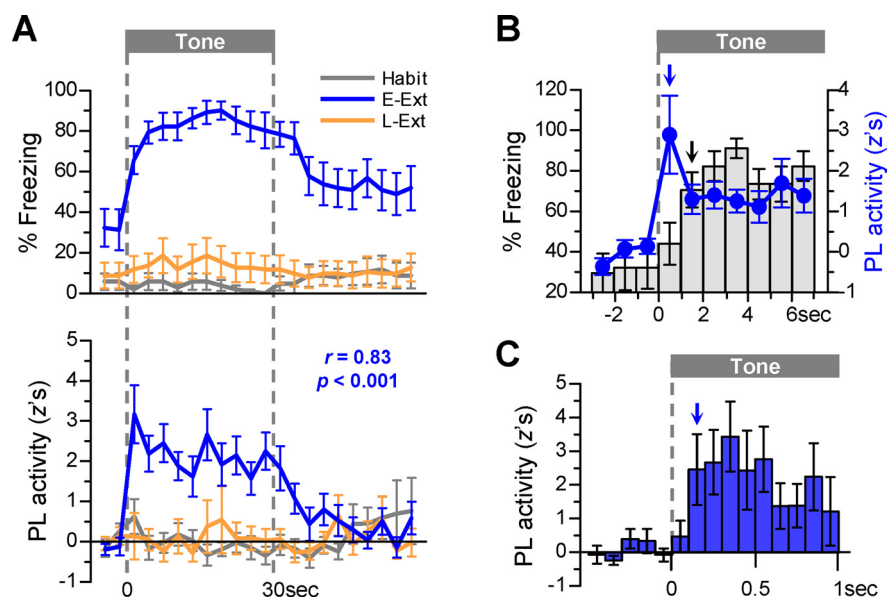 A
Tone
Habit
E-Ext
L-Ext
% Freezing
100
80
60
40
20
0
PL activity (z's)
5
4
3
2
1
0
-1
r = 0.83
p < 0.001
0
30sec
B
Tone
% Freezing
120
100
80
60
40
20
PL activity (z's)
4
3
2
1
0
1
-2
0
2
4
6sec
C
Tone
PL activity (z's)
5
4
3
2
1
0
-1
0
0.5
1sec